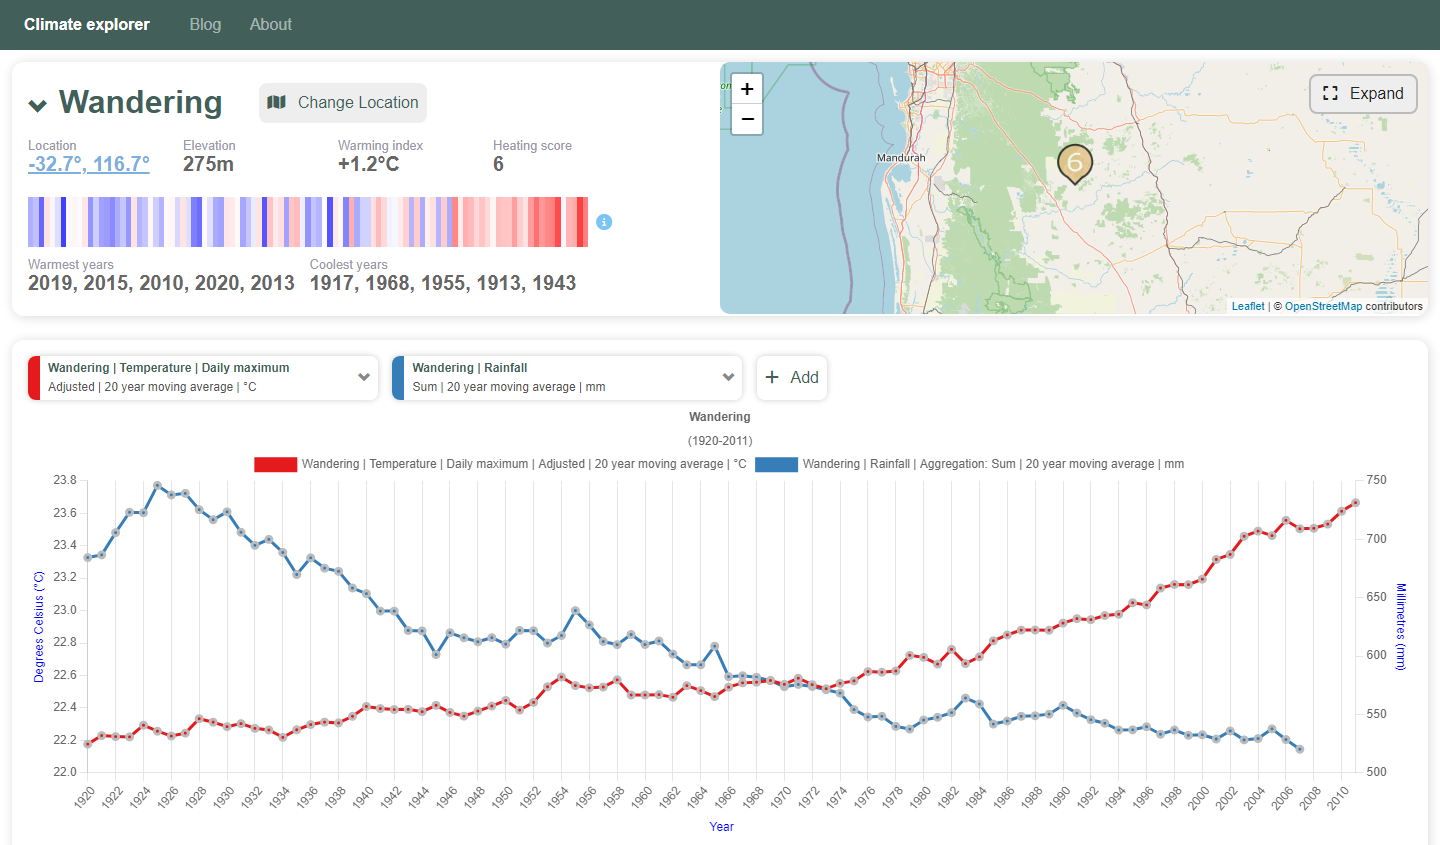 Climate explorer Blog About
Wandering Change Location
Location Elevation Warming index Heating score
-32.7°, 116.7° 275m +1.2°C 6
i
Warmest years Coolest years
2019, 2015, 2010, 2020, 2013 1917, 1968, 1955, 1913, 1943
+
−
Expand
Mandurah
6
Leaflet | © OpenStreetMap contributors
Wandering | Temperature | Daily maximum
Adjusted | 20 year moving average | °C
Wandering | Rainfall
Sum | 20 year moving average | mm
+ Add
Wandering
(1920-2011)
Wandering | Temperature | Daily maximum | Adjusted | 20 year moving average | °C
Wandering | Rainfall | Aggregation: Sum | 20 year moving average | mm
Degrees Celsius (°C)
23.8
23.6
23.4
23.2
23.0
22.8
22.6
22.4
22.2
22.0
750
700
650
600
550
500
Millimetres (mm)
1920 1922 1924 1926 1928 1930 1932 1934 1936 1938 1940 1942 1944 1946 1948 1950 1952 1954 1956 1958 1960 1962 1964 1966 1968 1970 1972 1974 1976 1978 1980 1982 1984 1986 1988 1990 1992 1994 1996 1998 2000 2002 2004 2006 2008 2010
Year